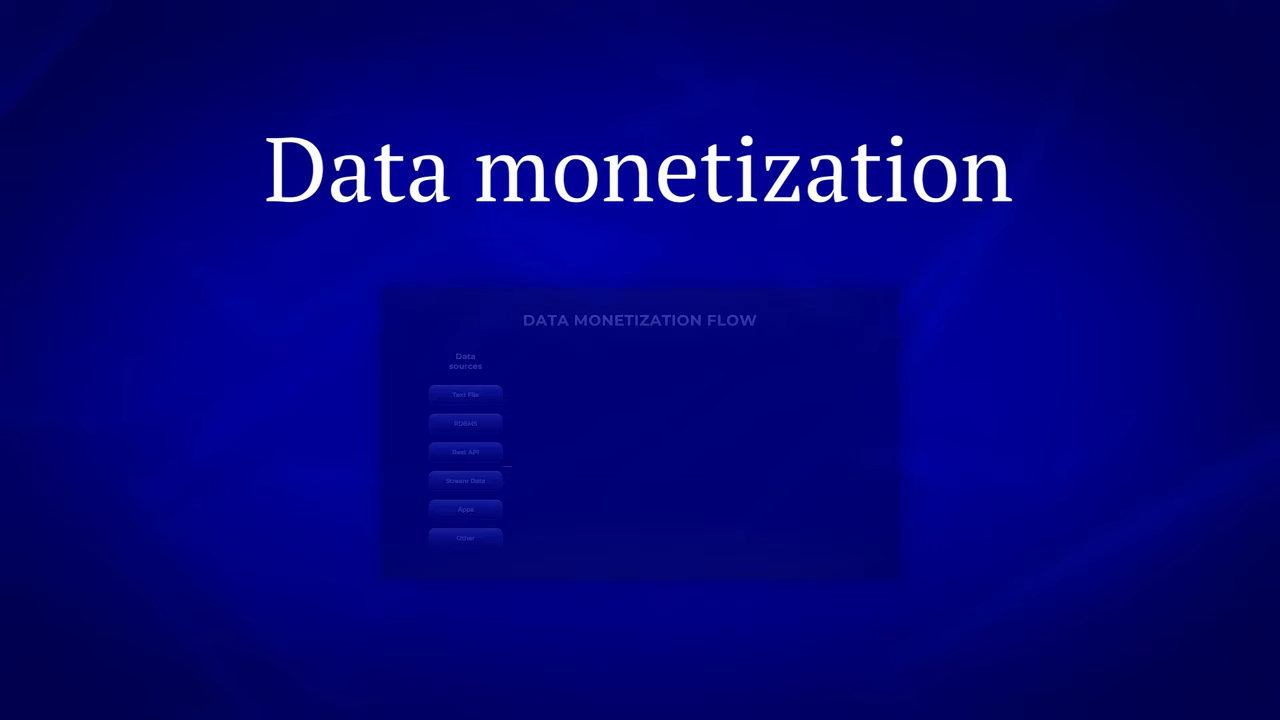 Data monetization
DATA MONETIZATION FLOW
Data
sources
Text File
RDBMS
Rest API
Stream Data
Apps
Other